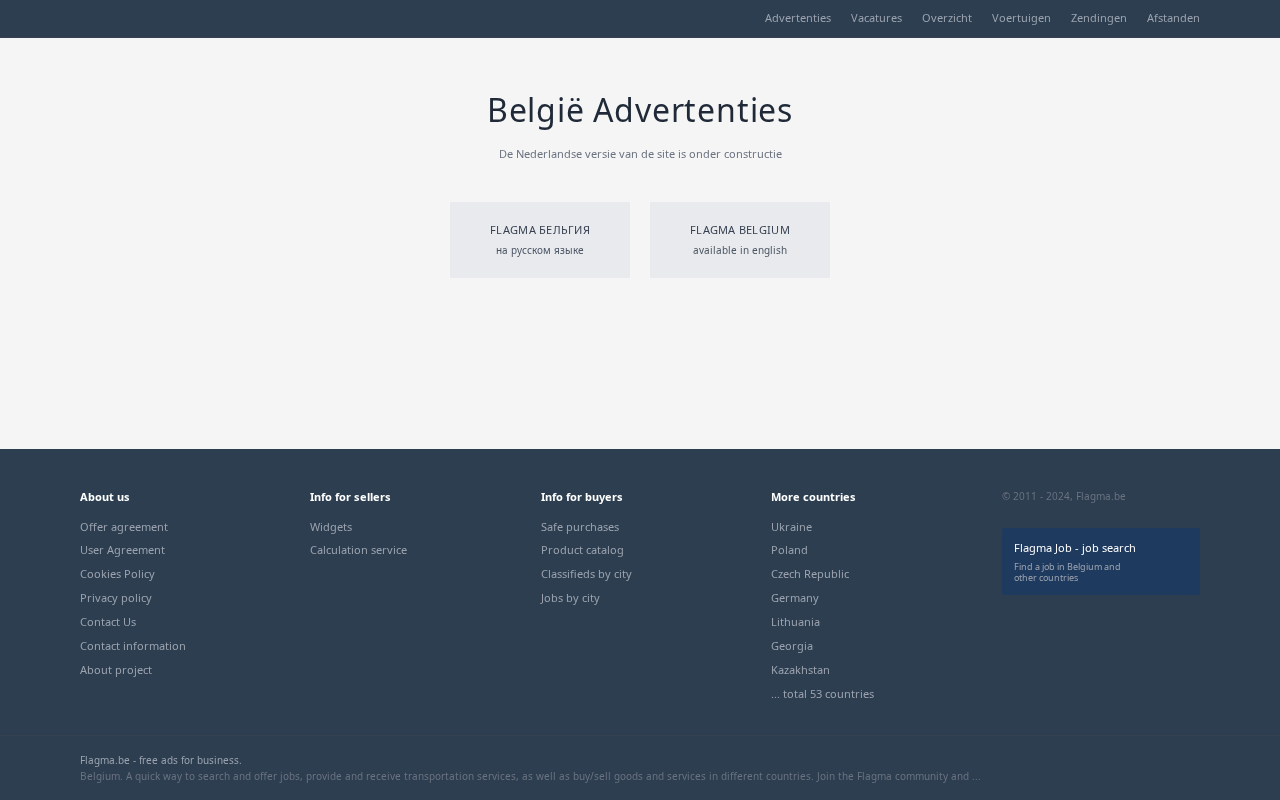 Advertenties Vacatures Overzicht Voertuigen Zendingen Afstanden
België Advertenties
De Nederlandse versie van de site is onder constructie
FLAGMA БЕЛЬГИЯ
на русском языке
FLAGMA BELGIUM
available in english
About us
Offer agreement
User Agreement
Cookies Policy
Privacy policy
Contact Us
Contact information
About project
Info for sellers
Widgets
Calculation service
Info for buyers
Safe purchases
Product catalog
Classifieds by city
Jobs by city
More countries
Ukraine
Poland
Czech Republic
Germany
Lithuania
Georgia
Kazakhstan
... total 53 countries
© 2011 - 2024, Flagma.be
Flagma Job - job search
Find a job in Belgium and
other countries
Flagma.be - free ads for business.
Belgium. A quick way to search and offer jobs, provide and receive transportation services, as well as buy/sell goods and services in different countries. Join the Flagma community and ...